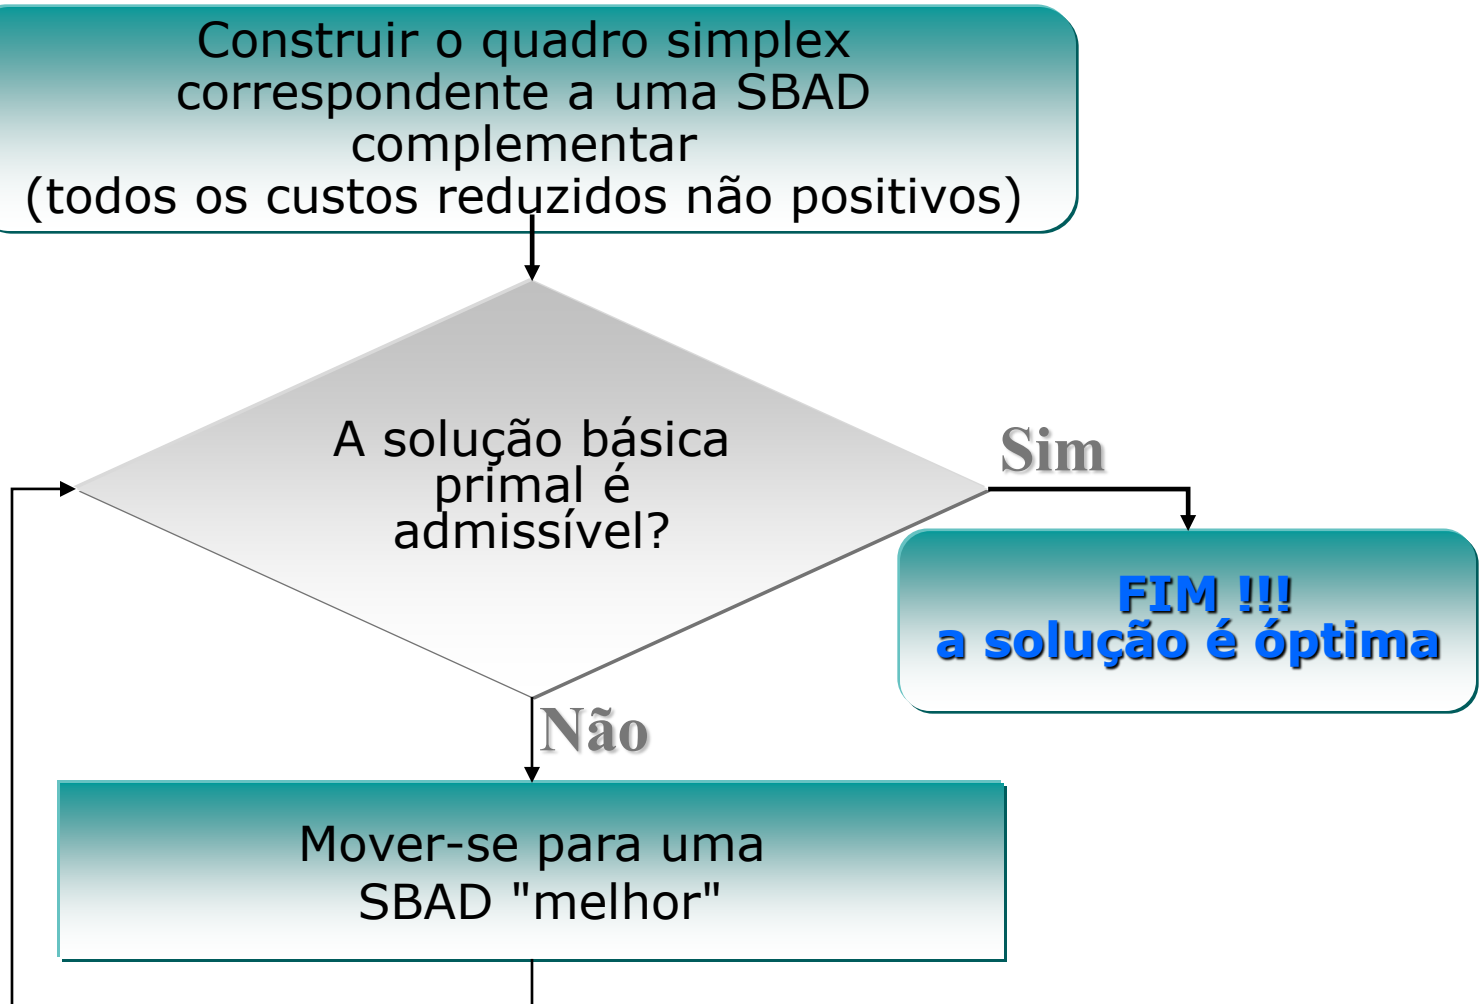 Construir o quadro simplex
correspondente a uma SBAD
complementar
(todos os custos reduzidos não positivos)
A solução básica
primal é
admissível?
Sim
FIM !!!
a solução é óptima
Não
Mover-se para uma
SBAD "melhor"